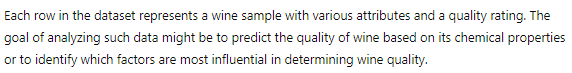 Each row in the dataset represents a wine sample with various attributes and a quality rating. The
goal of analyzing such data might be to predict the quality of wine based on its chemical properties
or to identify which factors are most influential in determining wine quality.